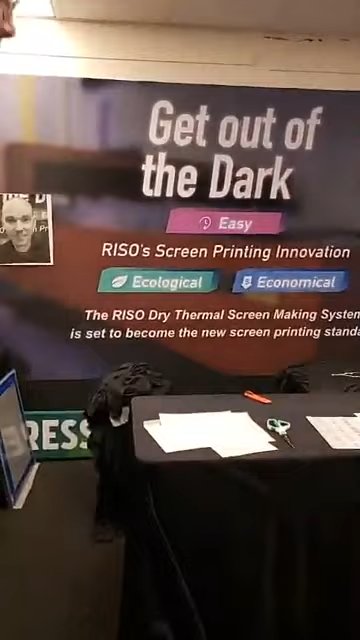 Get out of
the Dark
Easy
RISO's Screen Printing Innovation
Ecological
Economical
The RISO Dry Thermal Screen Making System
is set to become the new screen printing standa
RESS